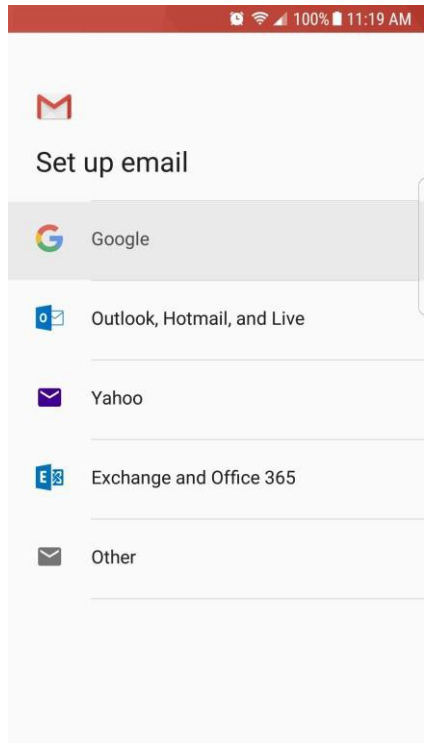 100% 11:19 AM
Set up email
Google
Outlook, Hotmail, and Live
Yahoo
Exchange and Office 365
Other